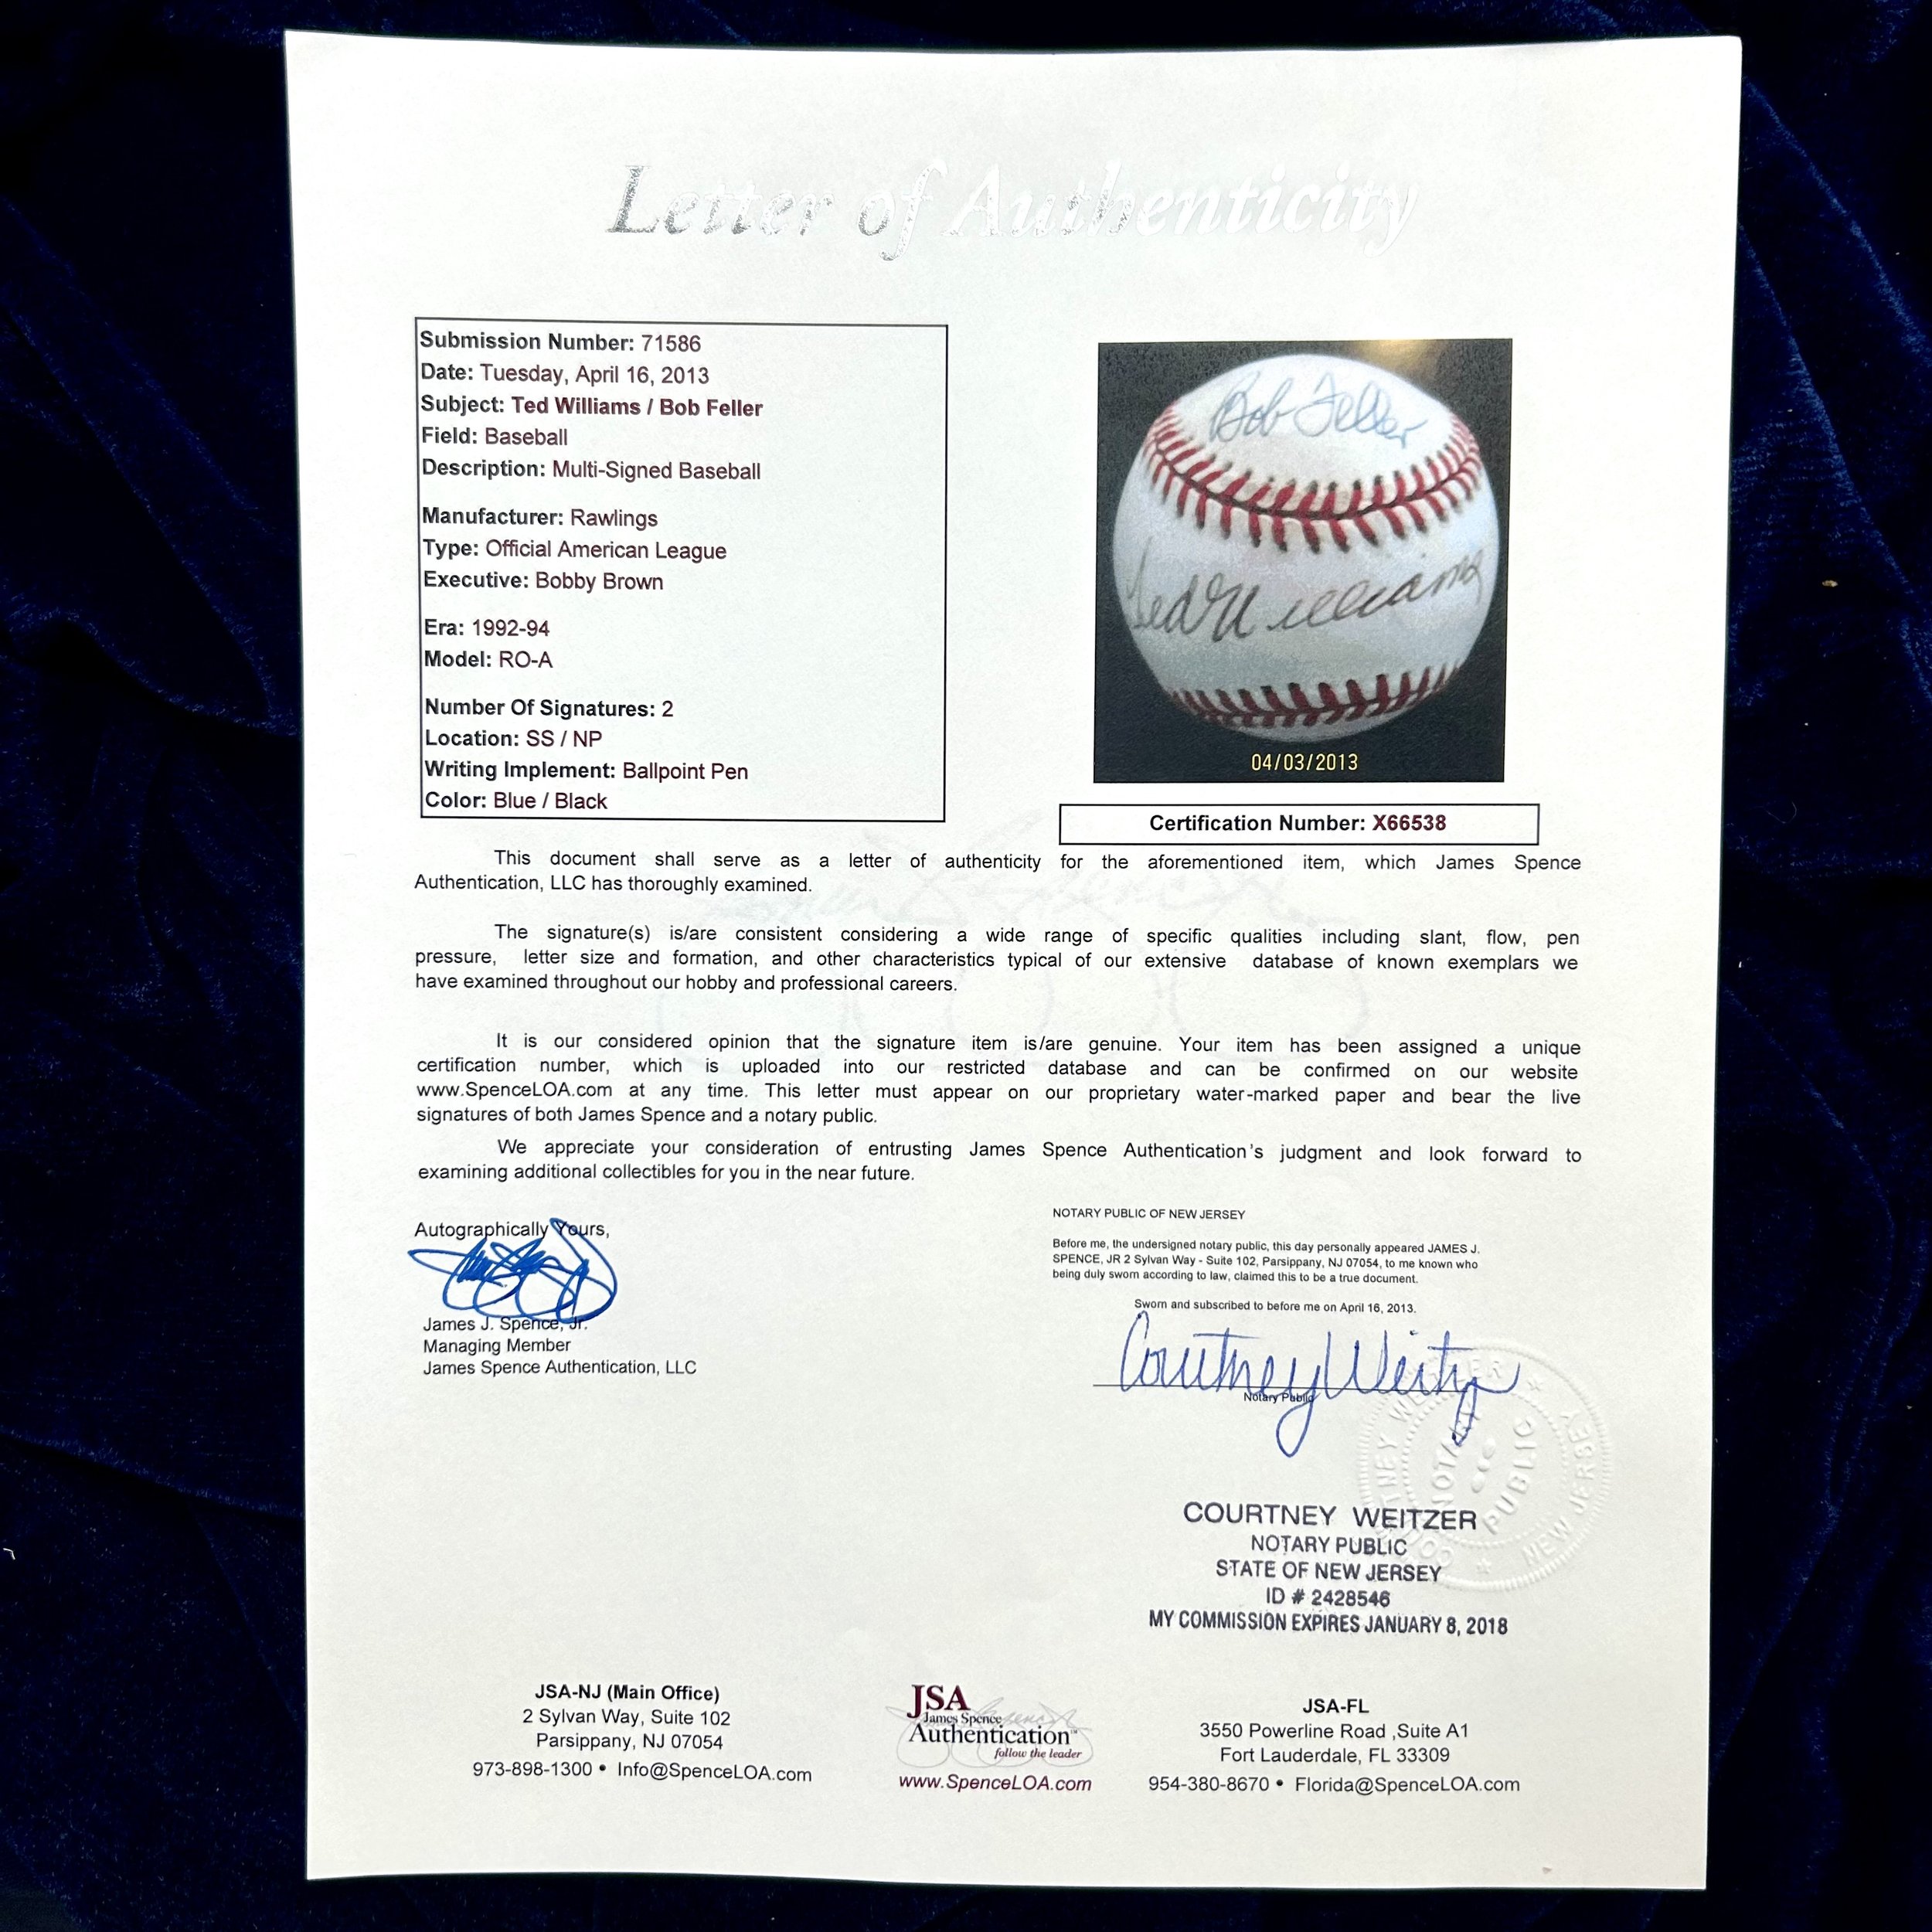 Letter of Authenticity
Submission Number: 71586
Date: Tuesday, April 16, 2013
Subject: Ted Williams / Bob Feller
Field: Baseball
Description: Multi-Signed Baseball
Manufacturer: Rawlings
Type: Official American League
Executive: Bobby Brown
Era: 1992-94
Model: RO-A
Number Of Signatures: 2
Location: SS / NP
Writing Implement: Ballpoint Pen
Color: Blue / Black
Bob Feller
Ted Williams
04/03/2013
Certification Number: X66538
This document shall serve as a letter of authenticity for the aforementioned item, which James Spence
Authentication, LLC has thoroughly examined.
The signature(s) is/are consistent considering a wide range of specific qualities including slant, flow, pen
pressure, letter size and formation, and other characteristics typical of our extensive database of known exemplars we
have examined throughout our hobby and professional careers.
It is our considered opinion that the signature item is/are genuine. Your item has been assigned a unique
certification number, which is uploaded into our restricted database and can be confirmed on our website
www.SpenceLOA.com at any time. This letter must appear on our proprietary water-marked paper and bear the live
signatures of both James Spence and a notary public.
We appreciate your consideration of entrusting James Spence Authentication's judgment and look forward to
examining additional collectibles for you in the near future.
Autographically Yours,
James J. Spence, Jr.
Managing Member
James Spence Authentication, LLC
NOTARY PUBLIC OF NEW JERSEY
Before me, the undersigned notary public, this day personally appeared JAMES J.
SPENCE, JR 2 Sylvan Way - Suite 102, Parsippany, NJ 07054, to me known who
being duly sworn according to law, claimed this to be a true document.
Sworn and subscribed to before me on April 16, 2013.
Courtney Weitzer
Notary Public
COURTNEY WEITZER
NOTARY PUBLIC
NEW JERSEY
COURTNEY WEITZER
NOTARY PUBLIC
STATE OF NEW JERSEY
ID # 2428546
MY COMMISSION EXPIRES JANUARY 8, 2018
JSA-NJ (Main Office)
2 Sylvan Way, Suite 102
Parsippany, NJ 07054
973-898-1300 • Info@SpenceLOA.com
JSA
James Spence
Authentication™
follow the leader
www.SpenceLOA.com
JSA-FL
3550 Powerline Road ,Suite A1
Fort Lauderdale, FL 33309
954-380-8670 • Florida@SpenceLOA.com